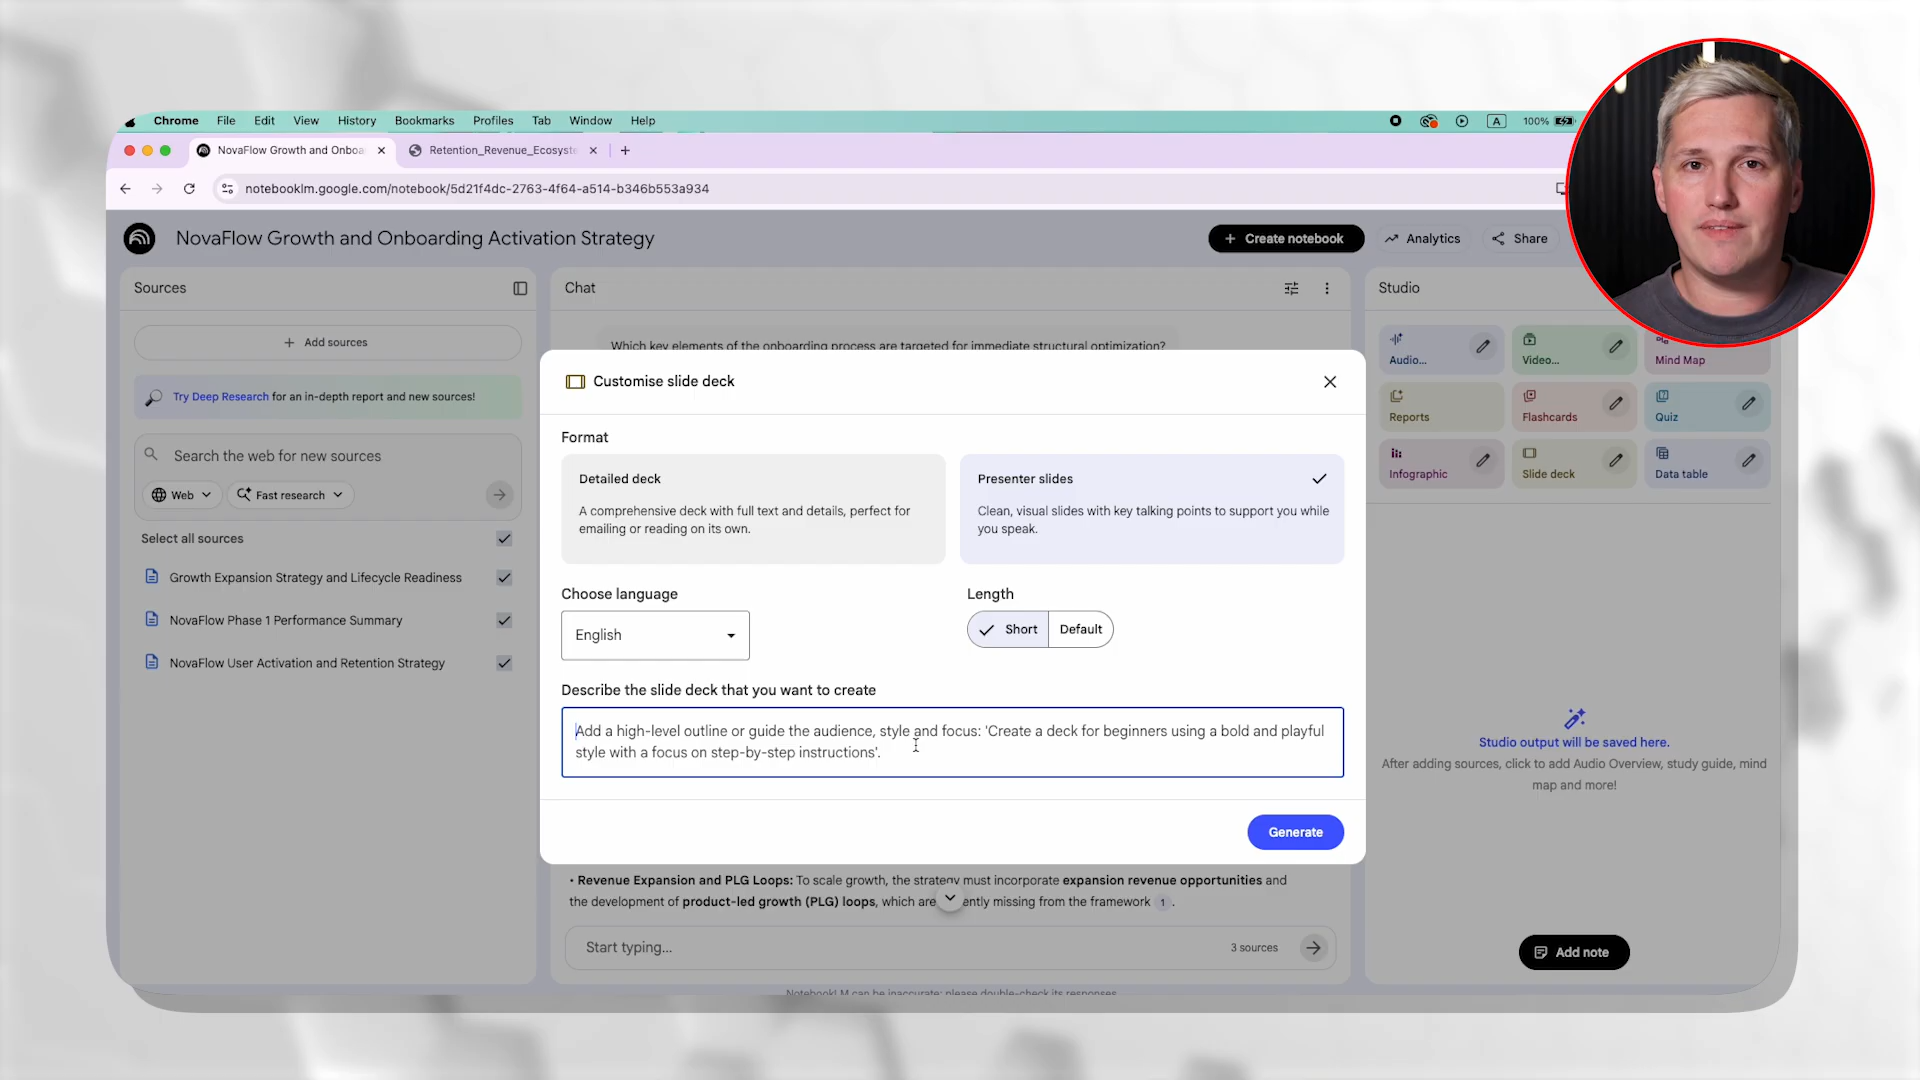 Chrome File Edit View History Bookmarks Profiles Tab Window Help A 100%
NovaFlow Growth and Onboa Retention_Revenue_Ecosyste
notebooklm.google.com/notebook/5d21f4dc-2763-4f64-a514-b346b553a934
NovaFlow Growth and Onboarding Activation Strategy
Create notebook Analytics Share
Sources
Add sources
Try Deep Research for an in-depth report and new sources!
Search the web for new sources
Web Fast research
Select all sources
Growth Expansion Strategy and Lifecycle Readiness
NovaFlow Phase 1 Performance Summary
NovaFlow User Activation and Retention Strategy
Chat
Which key elements of the onboarding process are targeted for immediate structural optimization?
Customise slide deck
Format
Detailed deck
A comprehensive deck with full text and details, perfect for
emailing or reading on its own.
Presenter slides
Clean, visual slides with key talking points to support you while
you speak.
Choose language
English
Length
Short Default
Describe the slide deck that you want to create
Add a high-level outline or guide the audience, style and focus: 'Create a deck for beginners using a bold and playful
style with a focus on step-by-step instructions'.
Generate
• Revenue Expansion and PLG Loops: To scale growth, the strategy must incorporate expansion revenue opportunities and
the development of product-led growth (PLG) loops, which are ently missing from the framework 1 .
Start typing...
3 sources
NotebookLM can be inaccurate; please double-check its responses.
Studio
Audio... Video... Mind Map
Reports Flashcards Quiz
Infographic Slide deck Data table
Studio output will be saved here.
After adding sources, click to add Audio Overview, study guide, mind
map and more!
Add note